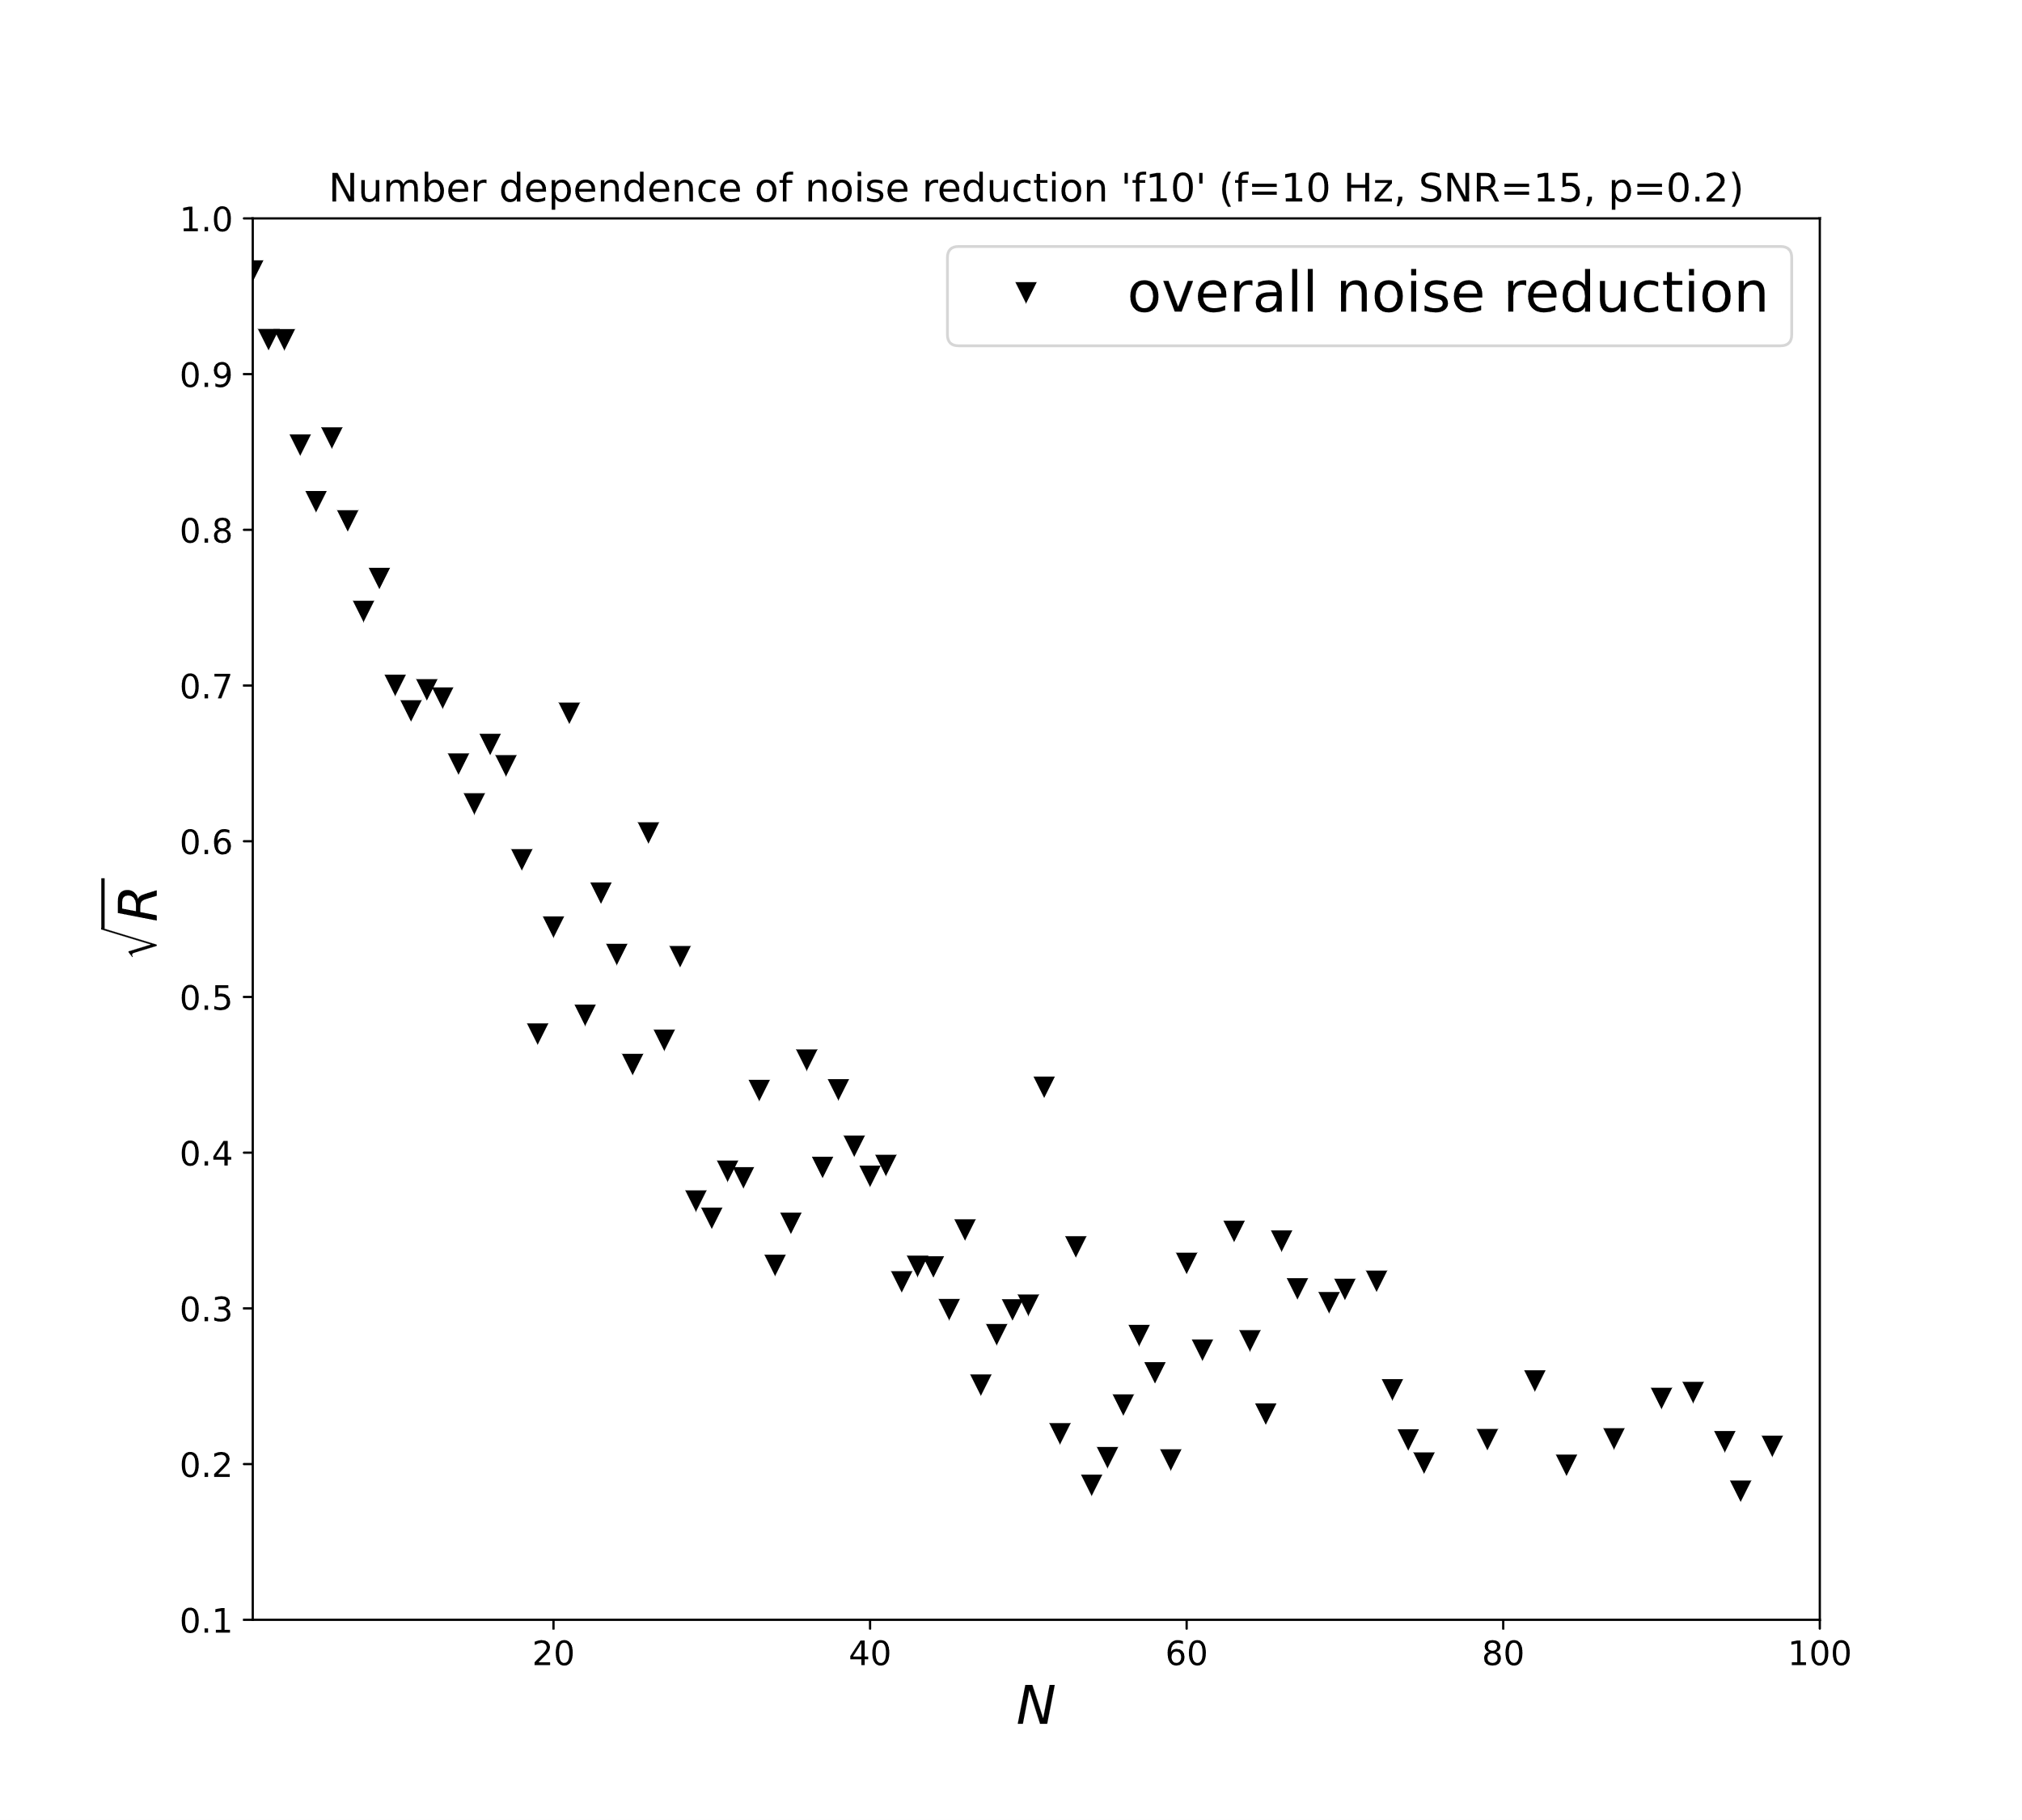 Number dependence of noise reduction 'f10' (f=10 Hz, SNR=15, p=0.2)
overall noise reduction
1.0
0.9
0.8
0.7
0.6
0.5
0.4
0.3
0.2
0.1
√R
20 40 60 80 100
N